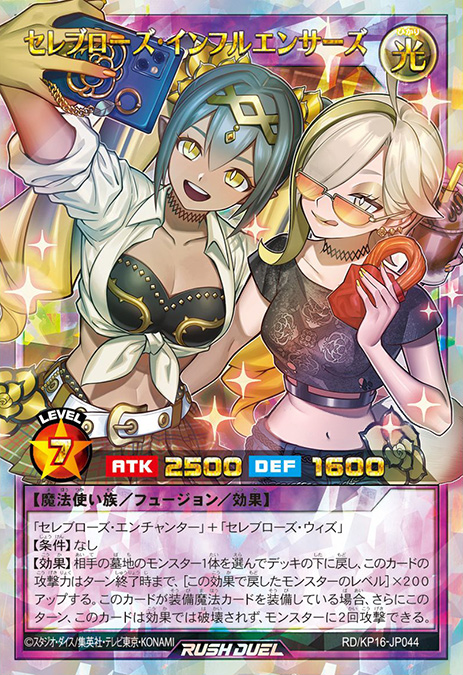 セレブローズ・インフルエンサーズ
ひかり
光
LEVEL
7
ATK 2500 DEF 1600
【魔法使い族／フュージョン／効果】
「セレブローズ・エンチャンター」+「セレブローズ・ウィズ」
【条件】なし
【効果】相手の墓地のモンスター1体を選んでデッキの下に戻し、このカードの
攻撃力はターン終了時まで、[この効果で戻したモンスターのレベル]×200
アップする。このカードが装備魔法カードを装備している場合、さらにこの
ターン、このカードは効果では破壊されず、モンスターに2回攻撃できる。
©スタジオ・ダイス/集英社・テレビ東京・KONAMI
RUSH DUEL
RD/KP16-JP044